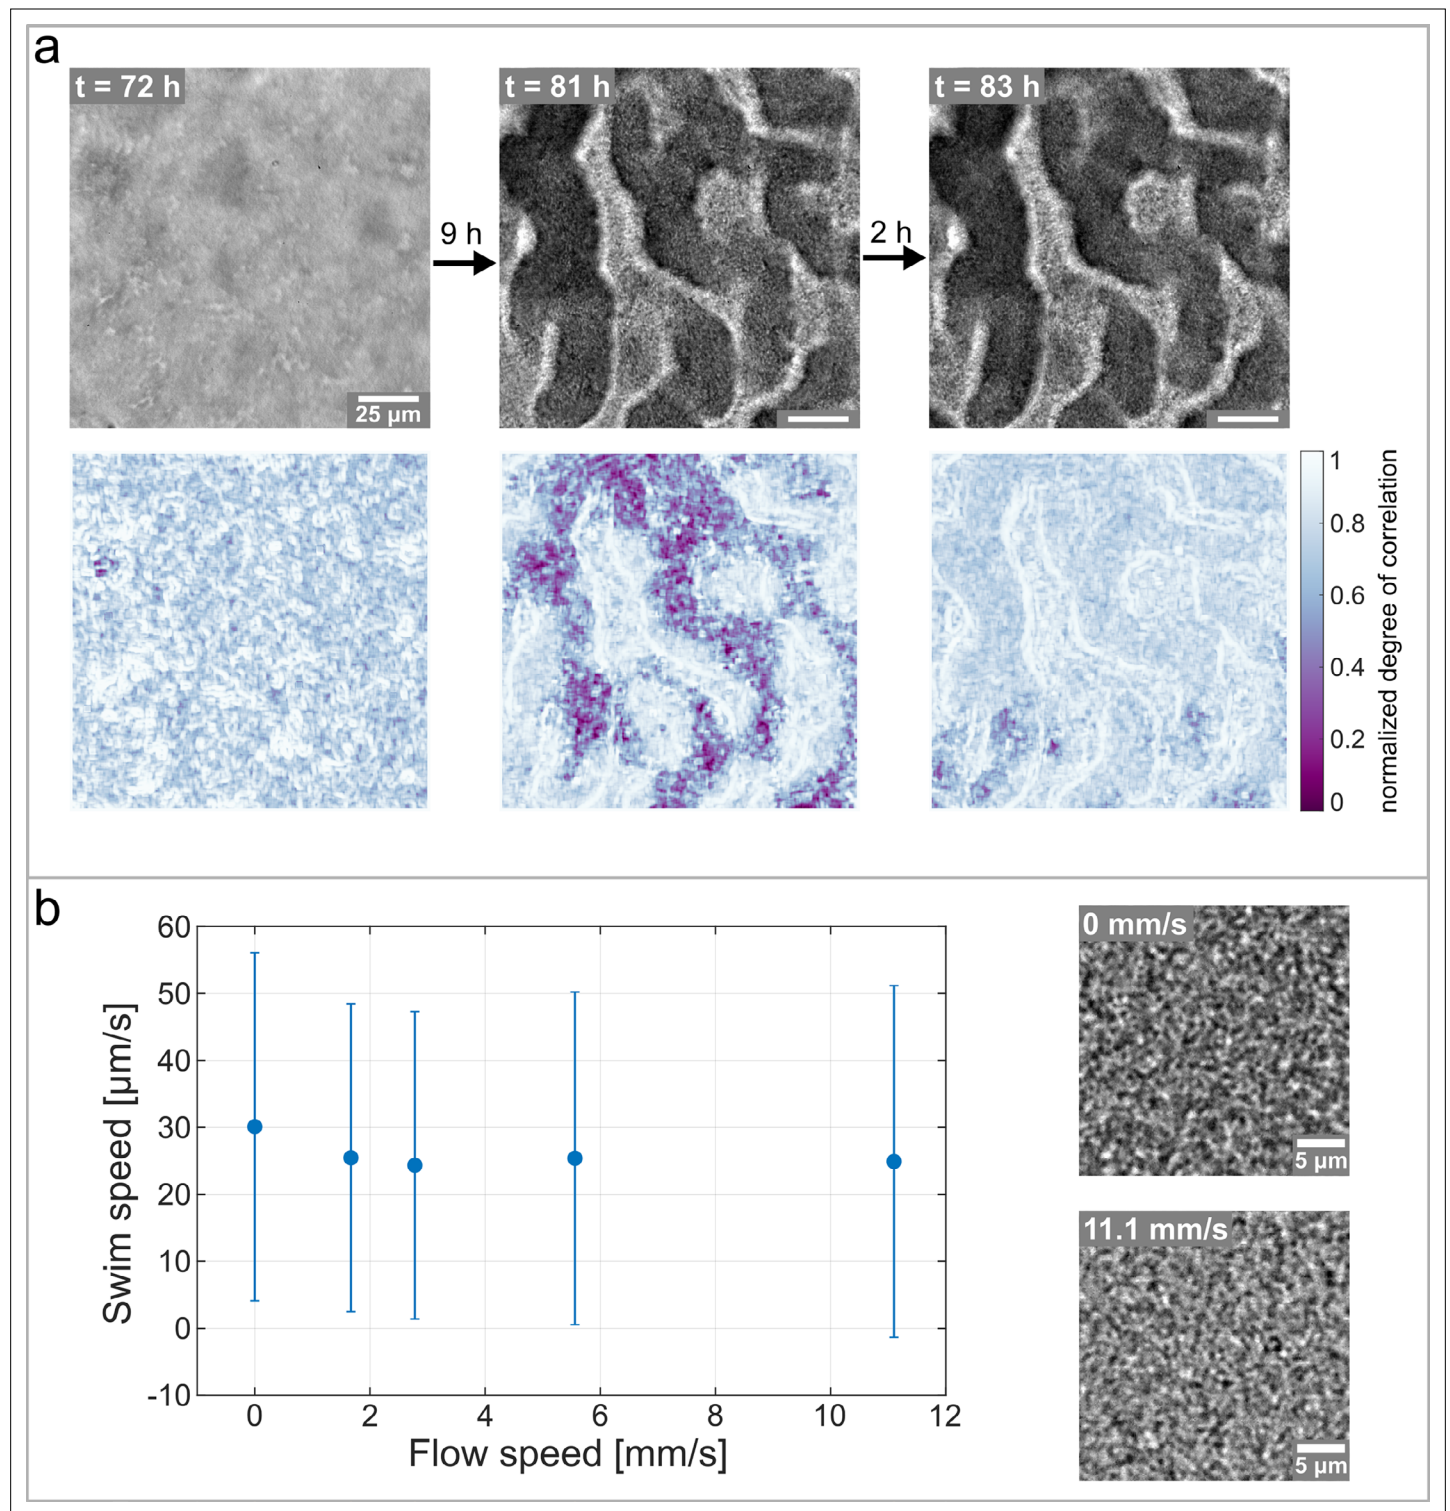 a
t = 72 h
t = 81 h
t = 83 h
9 h
2 h
25 µm
1
0.8
0.6
0.4
0.2
0
normalized degree of correlation
b
60
50
40
30
20
10
0
-10
Swim speed [µm/s]
0 2 4 6 8 10 12
Flow speed [mm/s]
0 mm/s
5 µm
11.1 mm/s
5 µm